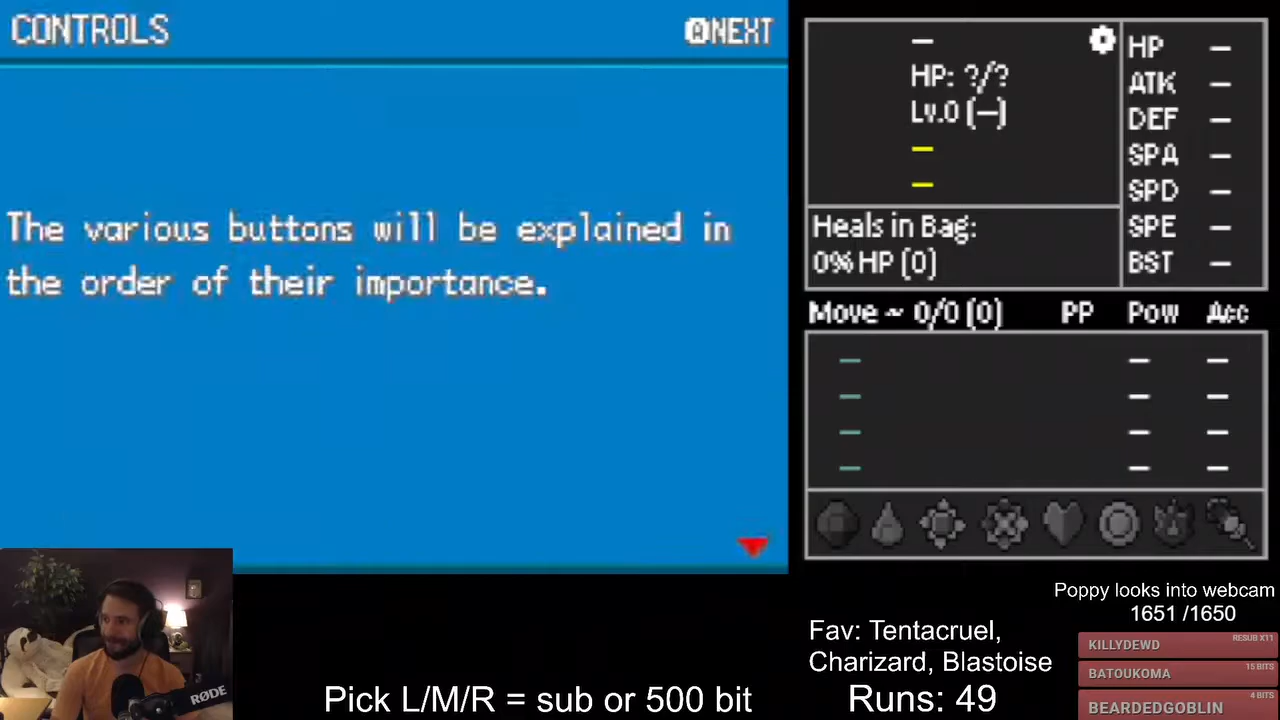 CONTROLS
A NEXT
The various buttons will be explained in
the order of their importance.
—
HP: ?/?
Lv.0 (—)
—
—
Heals in Bag:
0% HP (0)
HP —
ATK —
DEF —
SPA —
SPD —
SPE —
BST —
Move ~ 0/0 (0) PP Pow Acc
— — —
— — —
— — —
— — —
RØDE
Pick L/M/R = sub or 500 bit
Fav: Tentacruel,
Charizard, Blastoise
Runs: 49
Poppy looks into webcam
1651 /1650
KILLYDEWD RESUB X11
BATOUKOMA 15 BITS
BEARDEDGOBLIN 4 BITS